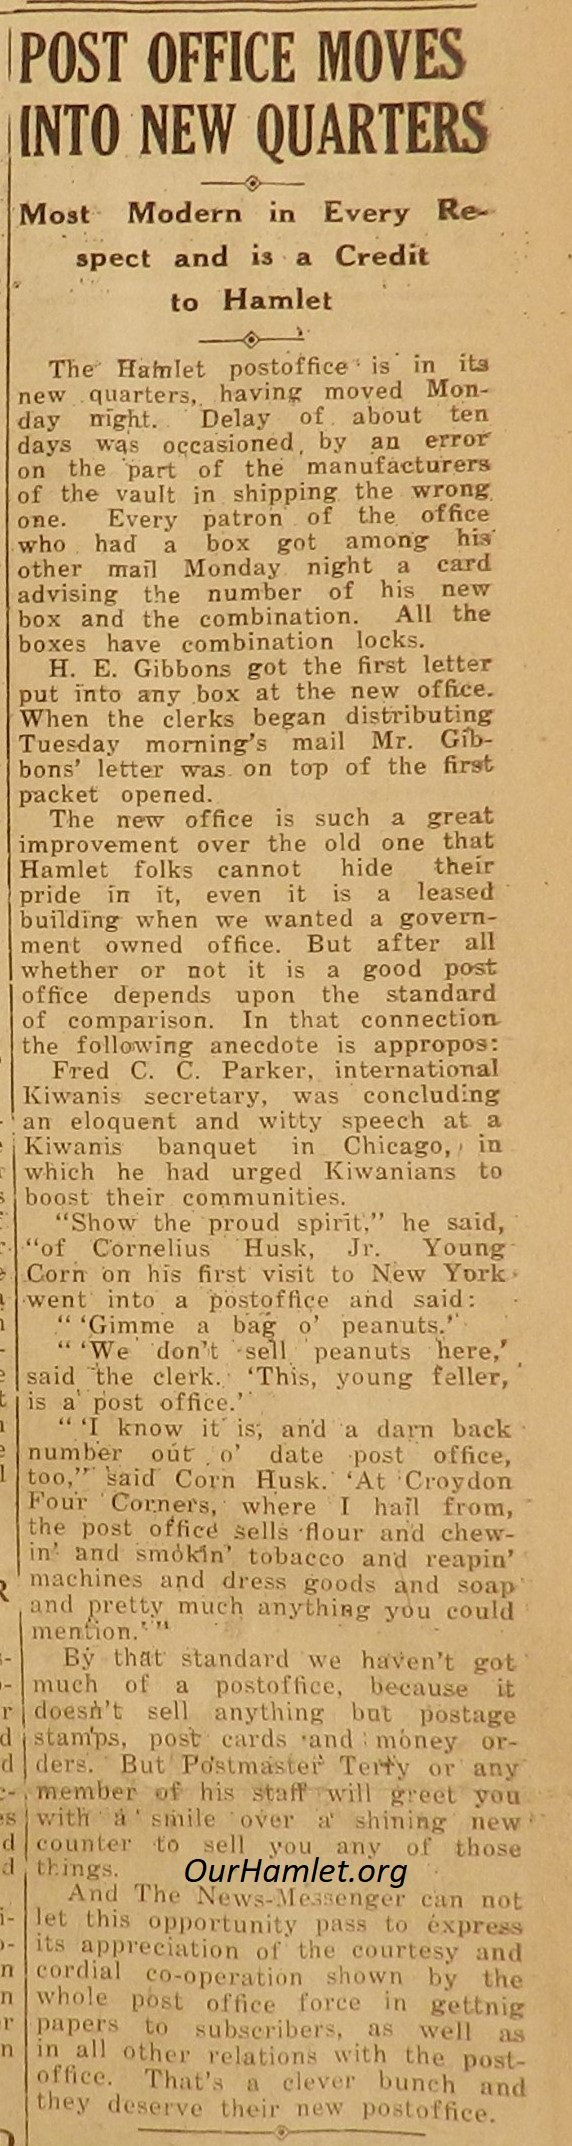 POST OFFICE MOVES
INTO NEW QUARTERS
Most Modern in Every Re-
spect and is a Credit
to Hamlet
The Hamlet postoffice is in its
new quarters, having moved Mon-
day night. Delay of about ten
days was occasioned by an error
on the part of the manufacturers
of the vault in shipping the wrong
one. Every patron of the office
who had a box got among his
other mail Monday night a card
advising the number of his new
box and the combination. All the
boxes have combination locks.
H. E. Gibbons got the first letter
put into any box at the new office.
When the clerks began distributing
Tuesday morning's mail Mr. Gib-
bons' letter was on top of the first
packet opened.
The new office is such a great
improvement over the old one that
Hamlet folks cannot hide their
pride in it, even it is a leased
building when we wanted a govern-
ment owned office. But after all
whether or not it is a good post
office depends upon the standard
of comparison. In that connection
the following anecdote is appropos:
Fred C. C. Parker, international
Kiwanis secretary, was concluding
an eloquent and witty speech at a
Kiwanis banquet in Chicago, in
which he had urged Kiwanians to
boost their communities.
"Show the proud spirit," he said,
"of Cornelius Husk, Jr. Young
Corn on his first visit to New York
went into a postoffice and said:
" 'Gimme a bag o' peanuts.'
" 'We don't sell peanuts here,'
said the clerk. 'This, young feller,
is a post office.'
" 'I know it is, and a darn back
number out o' date post office,
too,'' said Corn Husk. 'At Croydon
Four Corners, where I hail from,
the post office sells flour and chew-
in' and smokin' tobacco and reapin'
machines and dress goods and soap
and pretty much anything you could
mention.' "
By that standard we haven't got
much of a postoffice, because it
doesn't sell anything but postage
stamps, post cards and money or-
ders. But Postmaster Terry or any
member of his staff will greet you
with a smile over a shining new
counter to sell you any of those
things.
OurHamlet.org
And The News-Messenger can not
let this opportunity pass to express
its appreciation of the courtesy and
cordial co-operation shown by the
whole post office force in gettnig
papers to subscribers, as well as
in all other relations with the post-
office. That's a clever bunch and
they deserve their new postoffice.